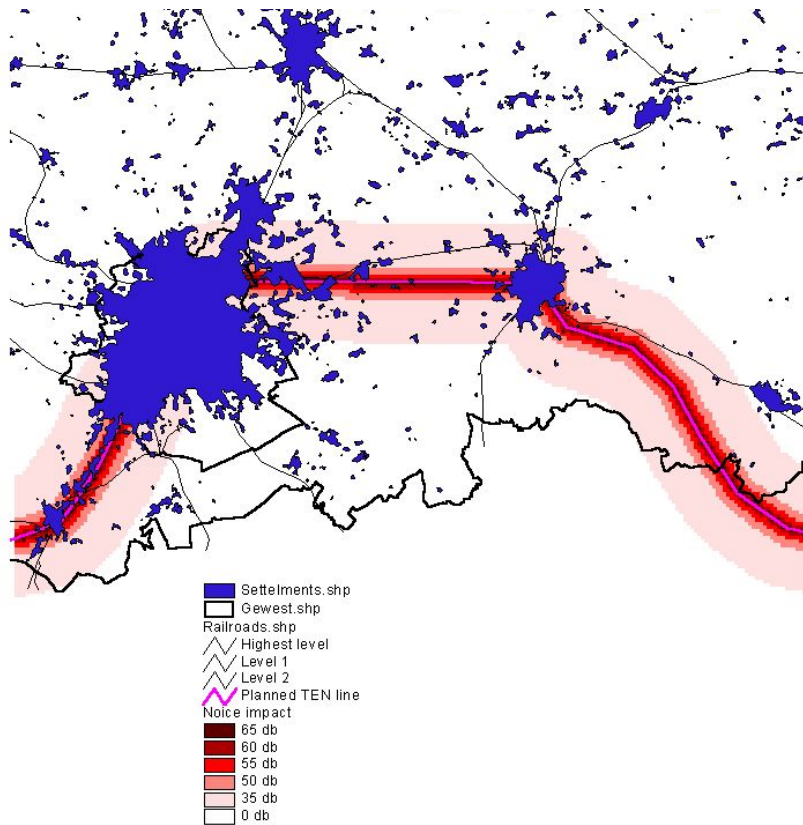 Settelments.shp
Gewest.shp
Railroads.shp
Highest level
Level 1
Level 2
Planned TEN line
Noice impact
65 db
60 db
55 db
50 db
35 db
0 db